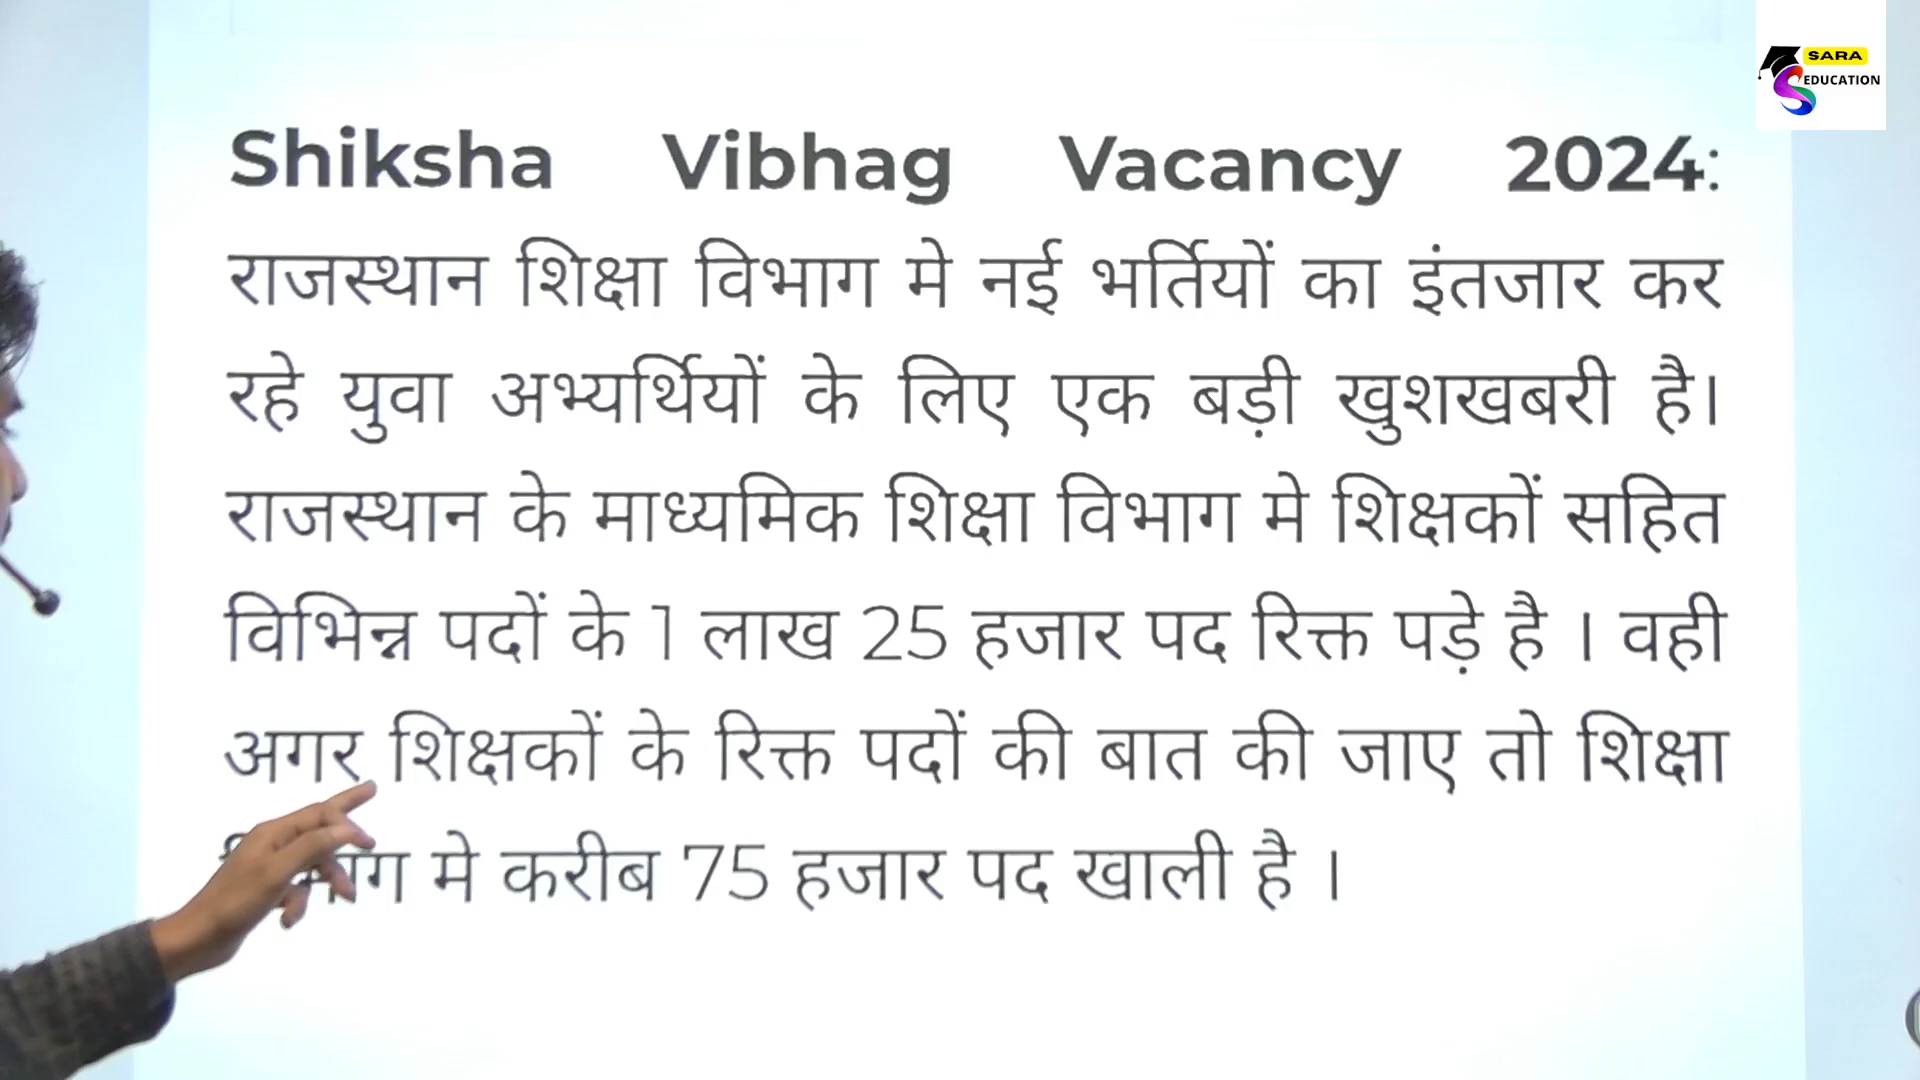 SARA
EDUCATION
Shiksha Vibhag Vacancy 2024:
राजस्थान शिक्षा विभाग मे नई भर्तियों का इंतजार कर
रहे युवा अभ्यर्थियों के लिए एक बड़ी खुशखबरी है।
राजस्थान के माध्यमिक शिक्षा विभाग मे शिक्षकों सहित
विभिन्न पदों के 1 लाख 25 हजार पद रिक्त पड़े है । वही
अगर शिक्षकों के रिक्त पदों की बात की जाए तो शिक्षा
मे करीब 75 हजार पद खाली है ।